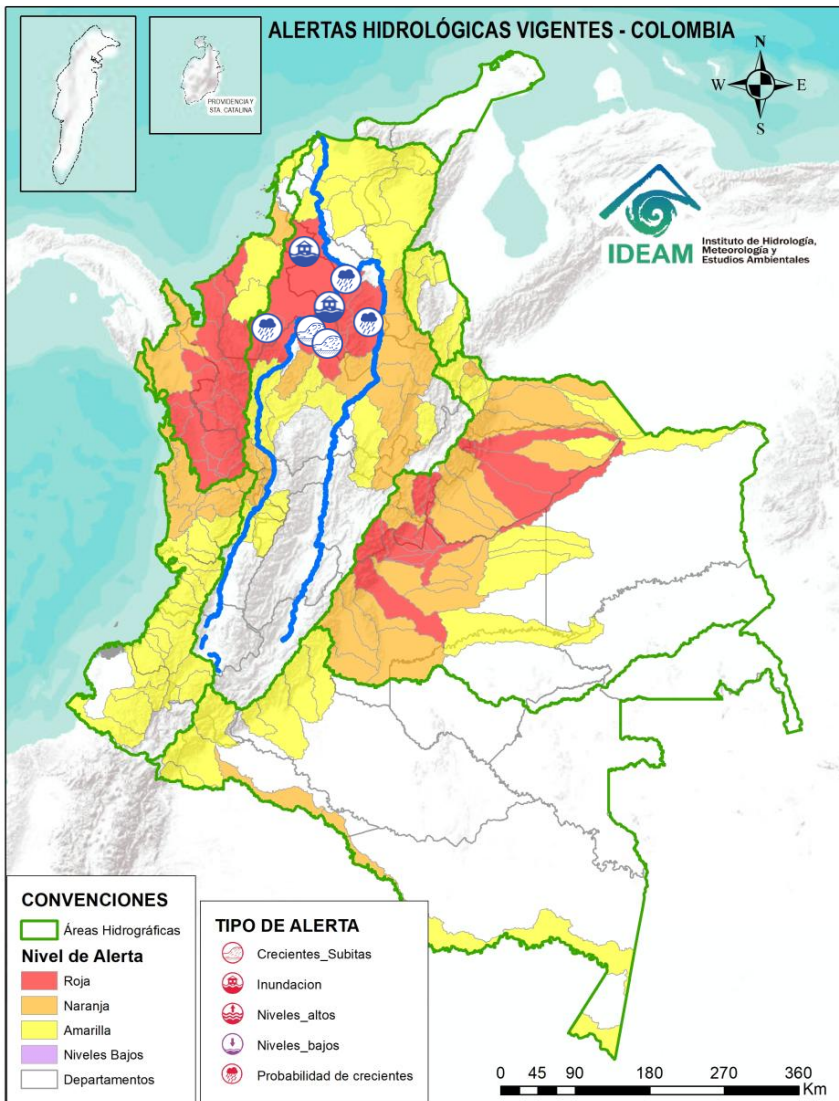 ALERTAS HIDROLÓGICAS VIGENTES - COLOMBIA
PROVIDENCIA Y
STA. CATALINA
N
W E
S
IDEAM
Instituto de Hidrología,
Meteorología y
Estudios Ambientales
CONVENCIONES
Áreas Hidrográficas
Nivel de Alerta
Roja
Naranja
Amarilla
Niveles Bajos
Departamentos
TIPO DE ALERTA
Crecientes_Subitas
Inundacion
Niveles_altos
Niveles_bajos
Probabilidad de crecientes
0 45 90 180 270 360
Km